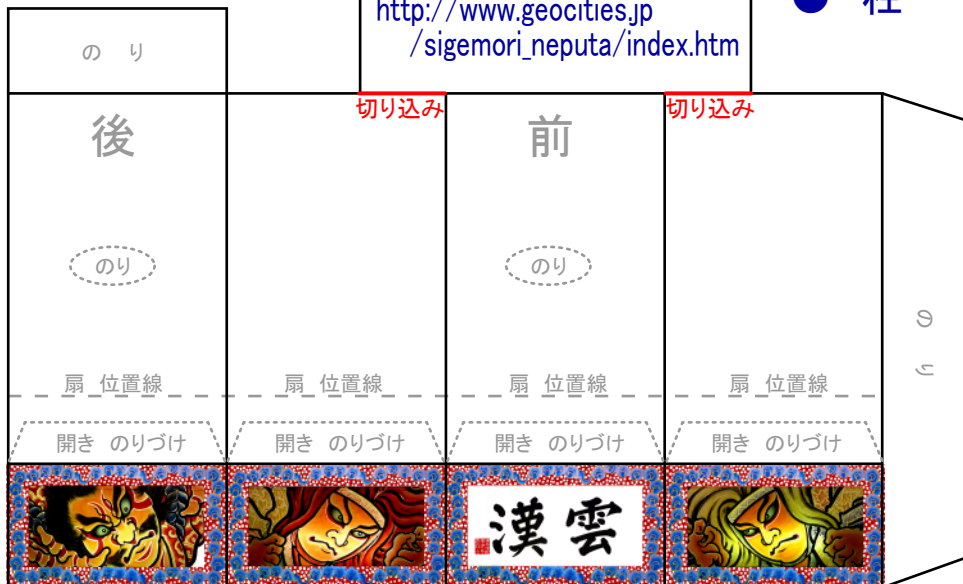 http://www.geocities.jp
/sigemori_neputa/index.htm
● 社
のり
切り込み
切り込み
後
前
のり
のり
のり
扇 位置線
扇 位置線
扇 位置線
扇 位置線
開き のりづけ
開き のりづけ
開き のりづけ
開き のりづけ
漢雲